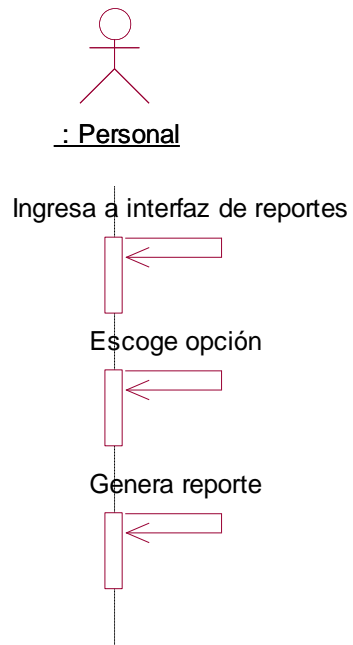 : Personal
Ingresa a interfaz de reportes
Escoge opción
Genera reporte